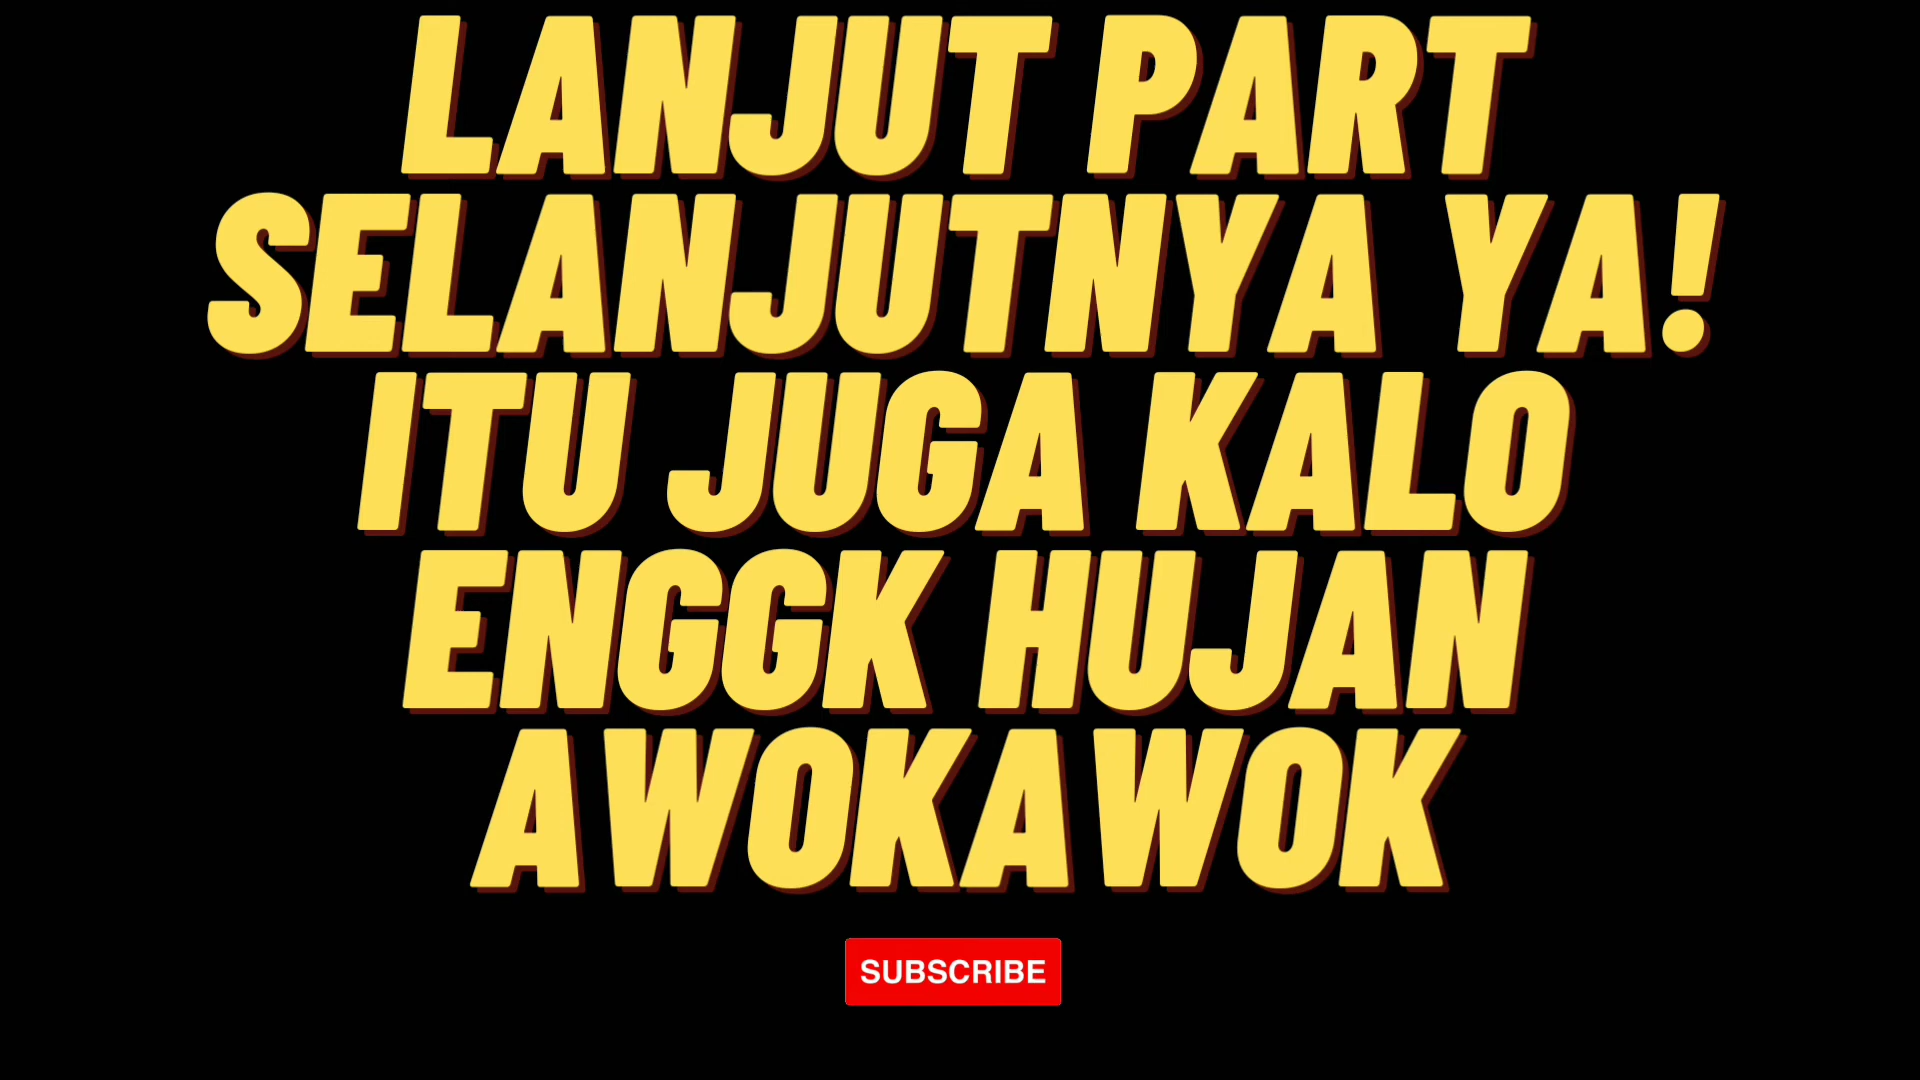 LANJUT PART
SELANJUTNYA YA!
ITU JUGA KALO
ENGGK HUJAN
AWOKAWOK
SUBSCRIBE